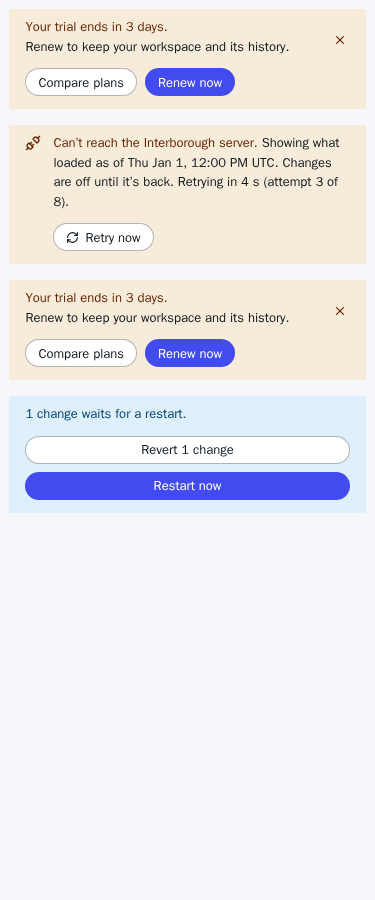 Your trial ends in 3 days.
Renew to keep your workspace and its history.
Compare plans
Renew now
Can’t reach the Interborough server. Showing what
loaded as of Thu Jan 1, 12:00 PM UTC. Changes
are off until it’s back. Retrying in 4 s (attempt 3 of
8).
Retry now
Your trial ends in 3 days.
Renew to keep your workspace and its history.
Compare plans
Renew now
1 change waits for a restart.
Revert 1 change
Restart now